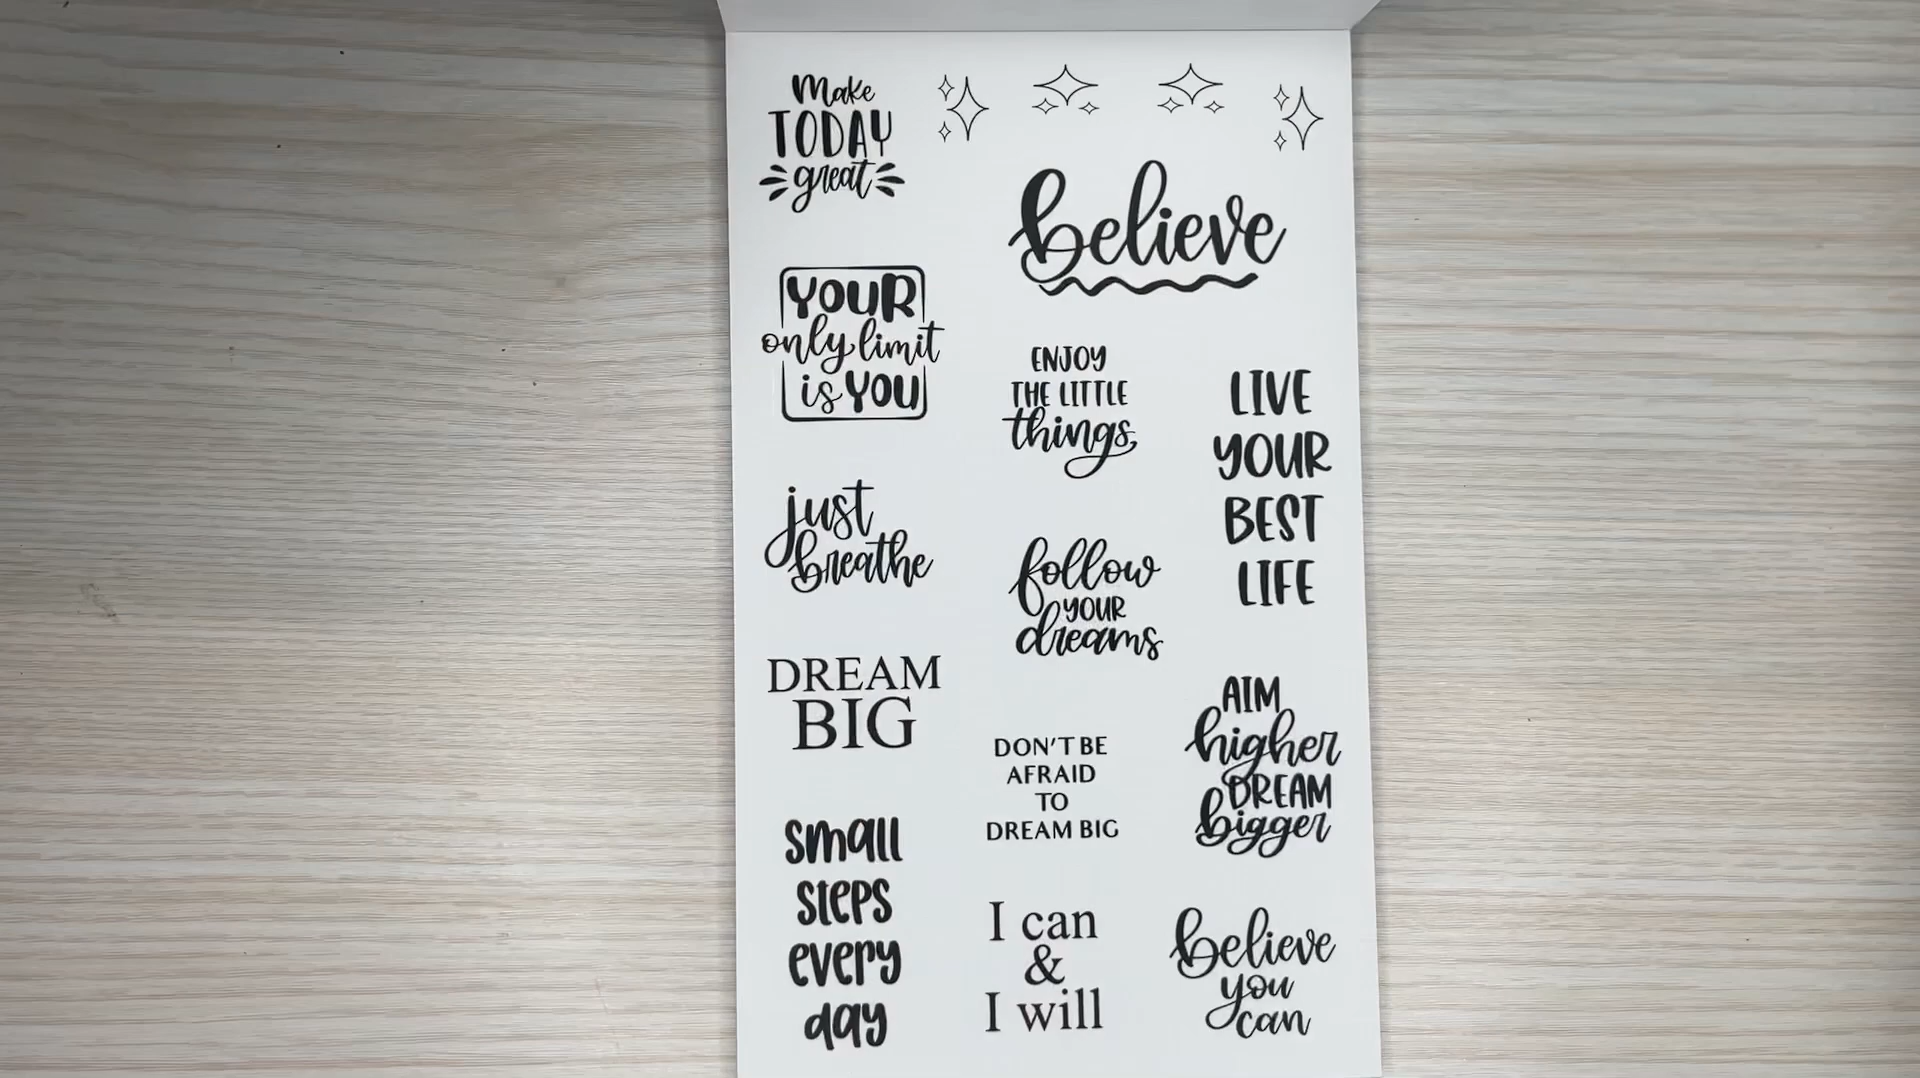 Make
TODAY
great
believe
YOUR
only limit
is YOU
ENJOY
THE LITTLE
things
LIVE
YOUR
BEST
LIFE
just
breathe
follow
YOUR
dreams
DREAM
BIG
AIM
higher
DREAM
bigger
DON'T BE
AFRAID
TO
DREAM BIG
small
steps
every
day
I can
&
I will
believe
you
can